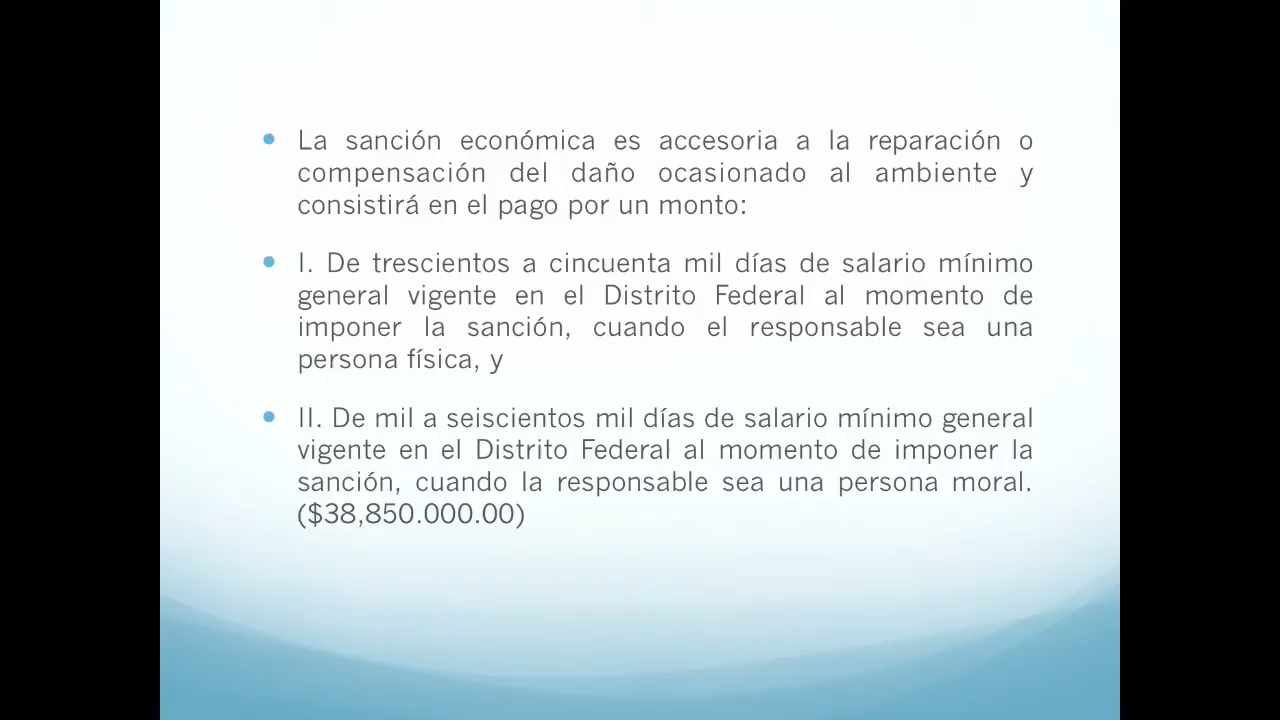 La sanción económica es accesoria a la reparación o
compensación del daño ocasionado al ambiente y
consistirá en el pago por un monto:
I. De trescientos a cincuenta mil días de salario mínimo
general vigente en el Distrito Federal al momento de
imponer la sanción, cuando el responsable sea una
persona física, y
II. De mil a seiscientos mil días de salario mínimo general
vigente en el Distrito Federal al momento de imponer la
sanción, cuando la responsable sea una persona moral.
($38,850.000.00)